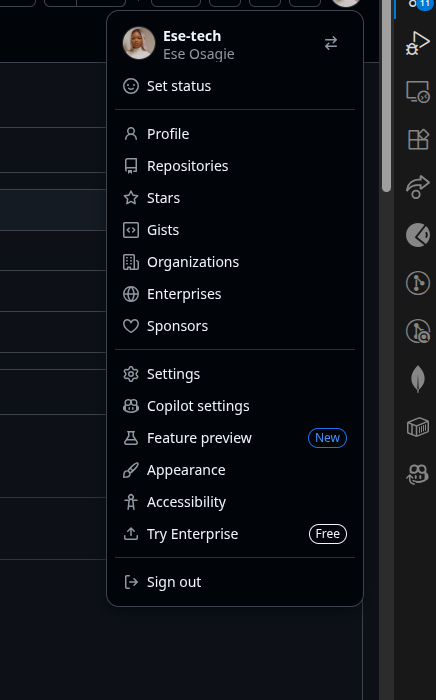 11
Ese-tech
Ese Osagie
Set status
Profile
Repositories
Stars
Gists
Organizations
Enterprises
Sponsors
Settings
Copilot settings
Feature preview New
Appearance
Accessibility
Try Enterprise Free
Sign out